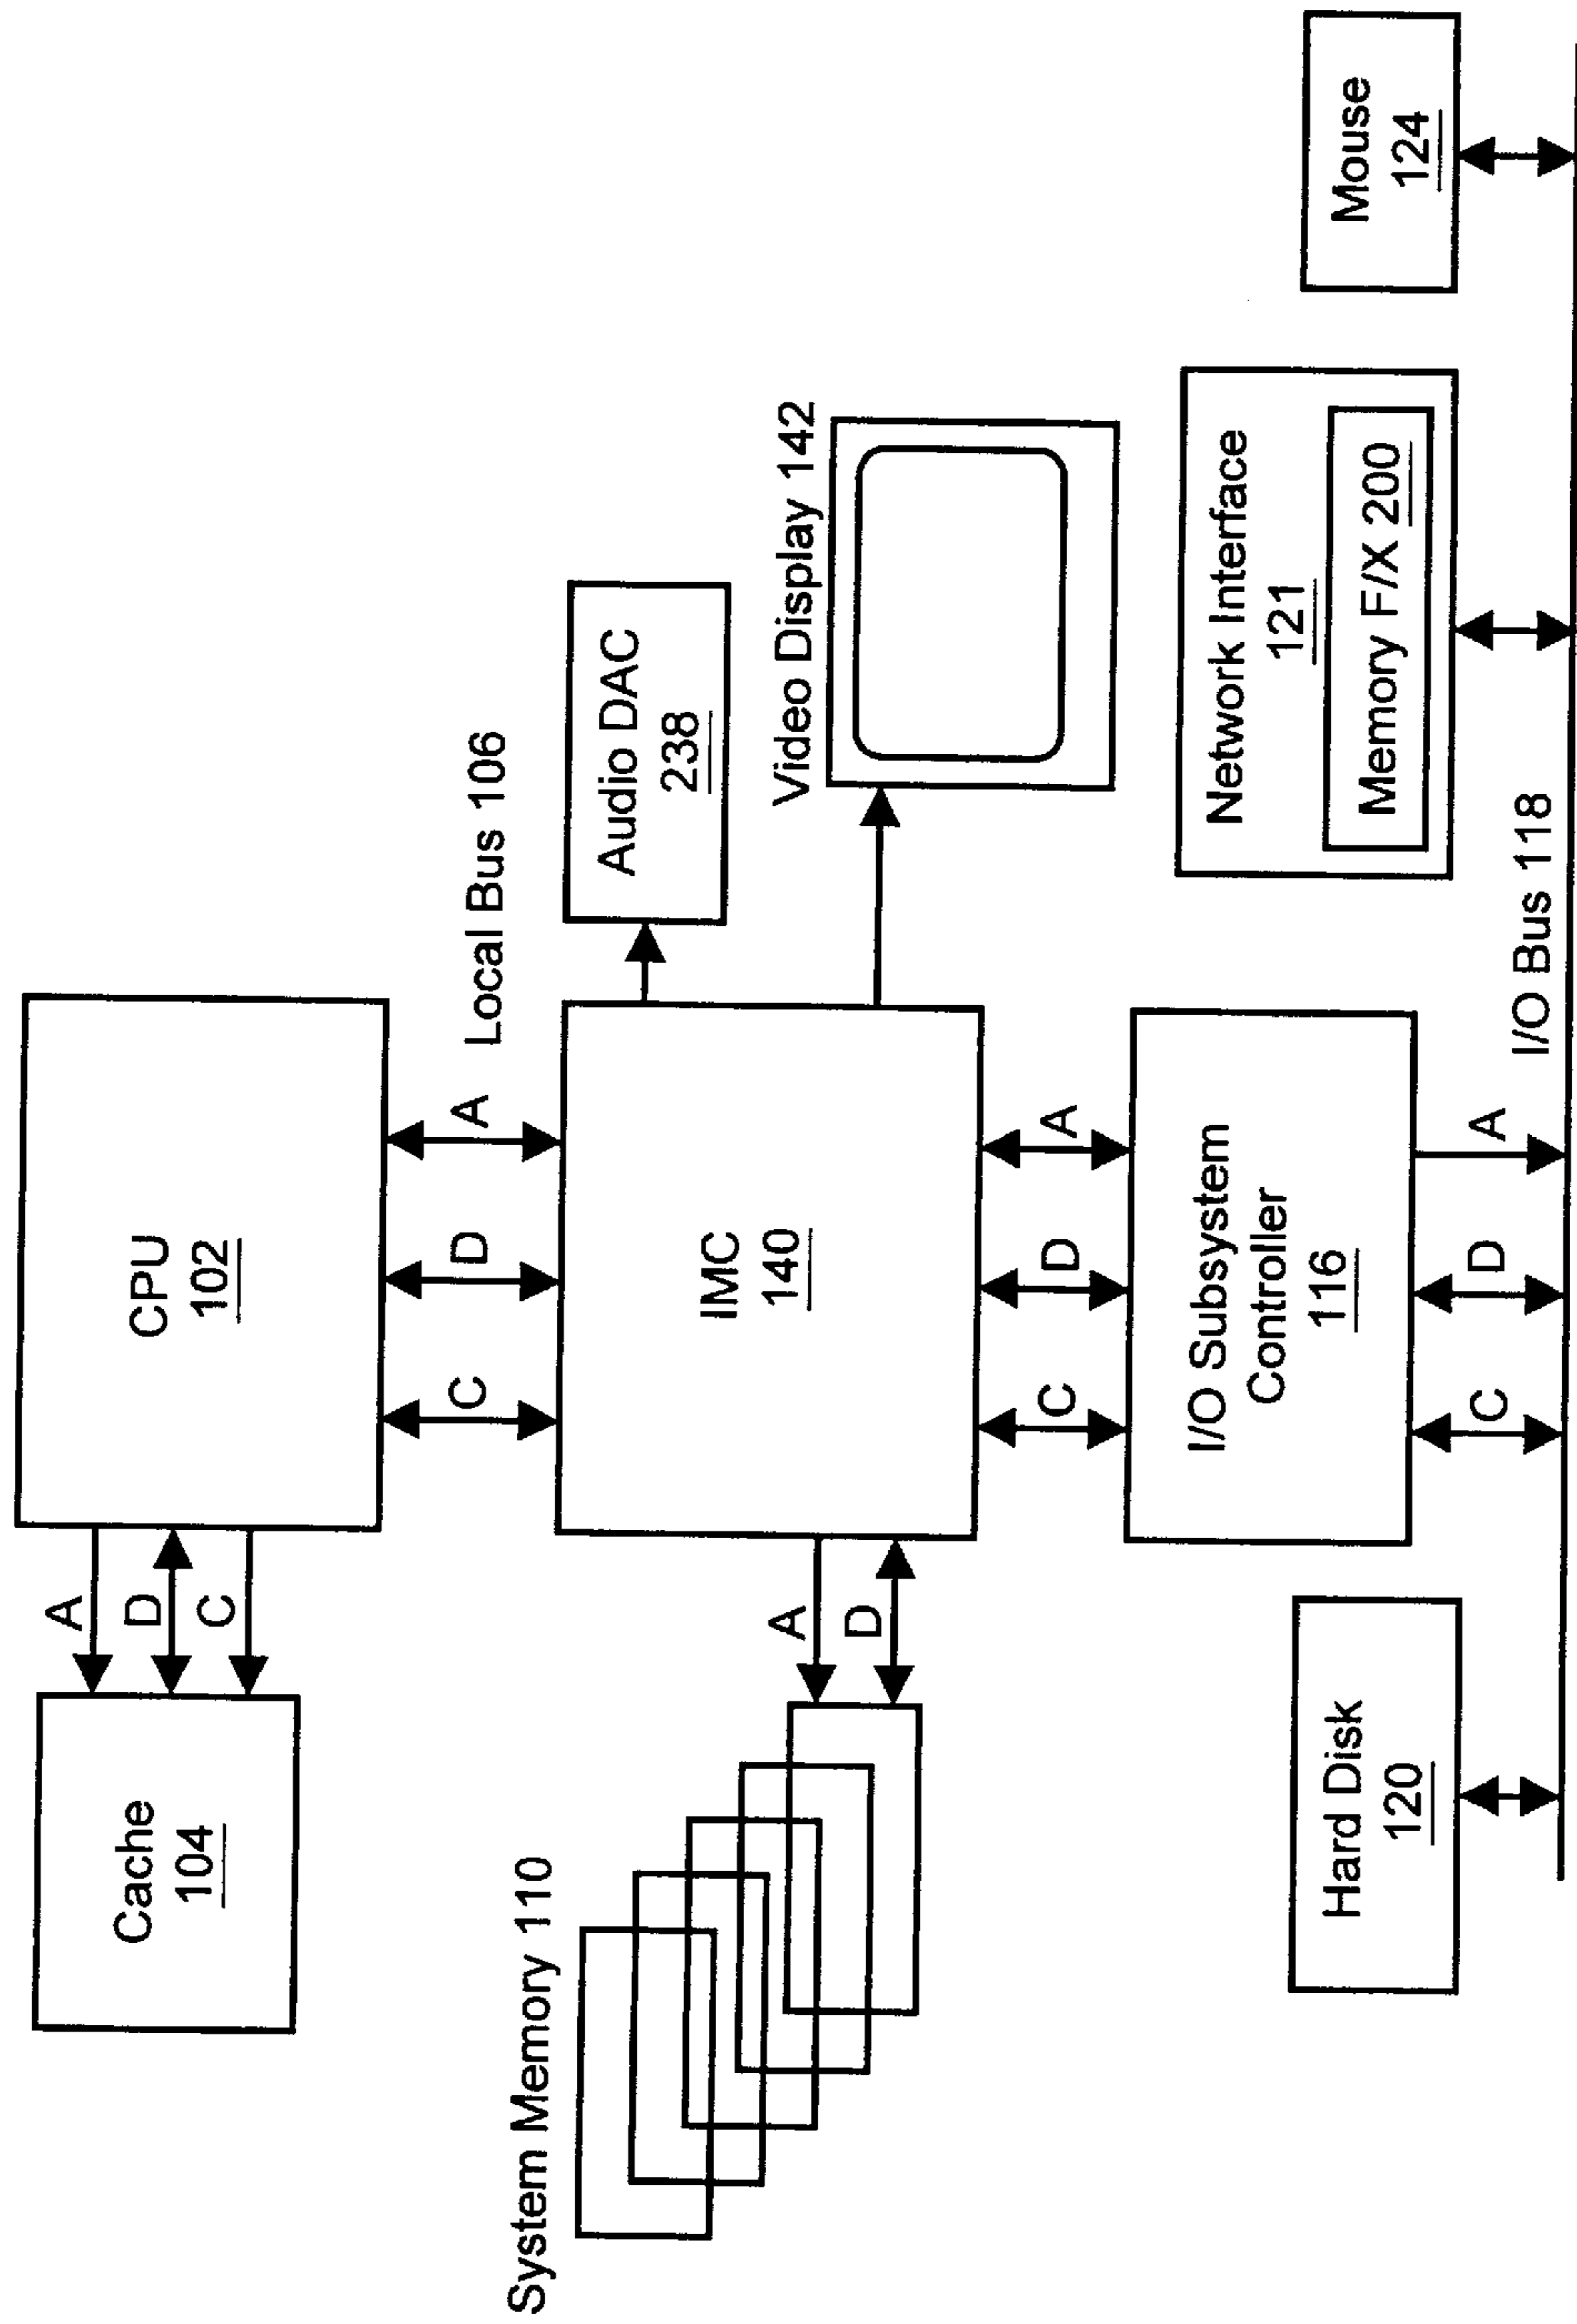 Cache
104
A
D
C
CPU
102
System Memory 110
C
D
A
Local Bus 106
A
D
IMC
140
Audio DAC
238
Video Display 142
C
D
A
I/O Subsystem
Controller
116
Network Interface
121
Memory F/X 200
Mouse
124
Hard Disk
120
C
D
A
I/O Bus 118